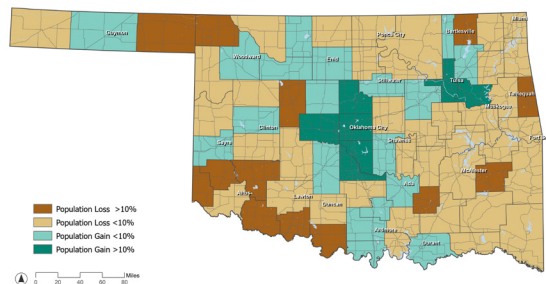 Miami
Guymon
Bartlesville
Ponca City
Woodward
Enid
Stillwater
Tulsa
Tahlequah
Muskogee
Clinton
Oklahoma City
Shawnee
Sayre
McAlester
Altus
Lawton
Ada
Duncan
Ardmore
Durant
Population Loss >10%
Population Loss <10%
Population Gain <10%
Population Gain >10%
Miles
0 20 40 60 80